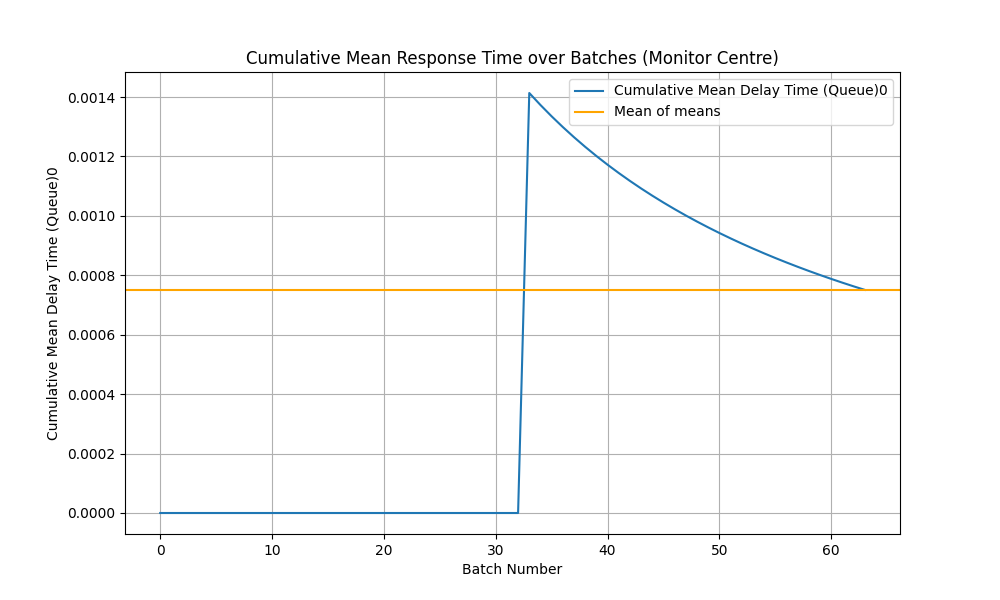 Cumulative Mean Response Time over Batches (Monitor Centre)
Cumulative Mean Delay Time (Queue)0
Mean of means
Cumulative Mean Delay Time (Queue)0
0.0014
0.0012
0.0010
0.0008
0.0006
0.0004
0.0002
0.0000
0 10 20 30 40 50 60
Batch Number